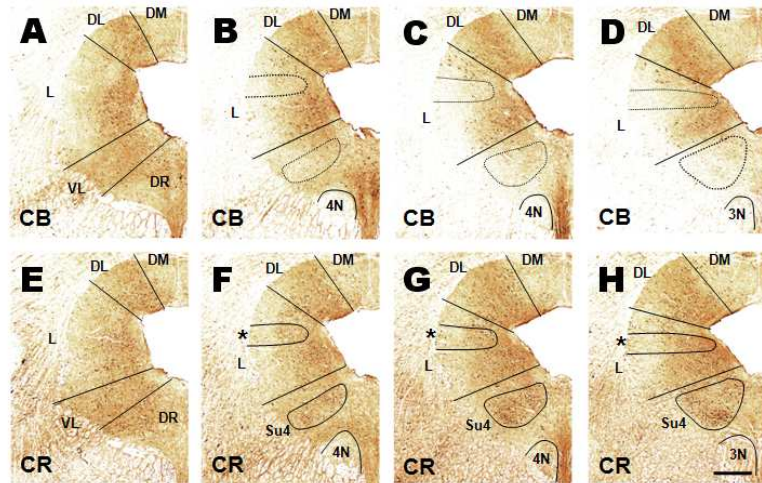 A DL DM
L
VL DR
CB
B DL DM
L
4N
CB
C DL DM
L
4N
CB
D DL DM
L
3N
CB
E DL DM
L
VL DR
CR
F DL DM
*
L
Su4
4N
CR
G DL DM
*
L
Su4
4N
CR
H DL DM
*
L
Su4
3N
CR